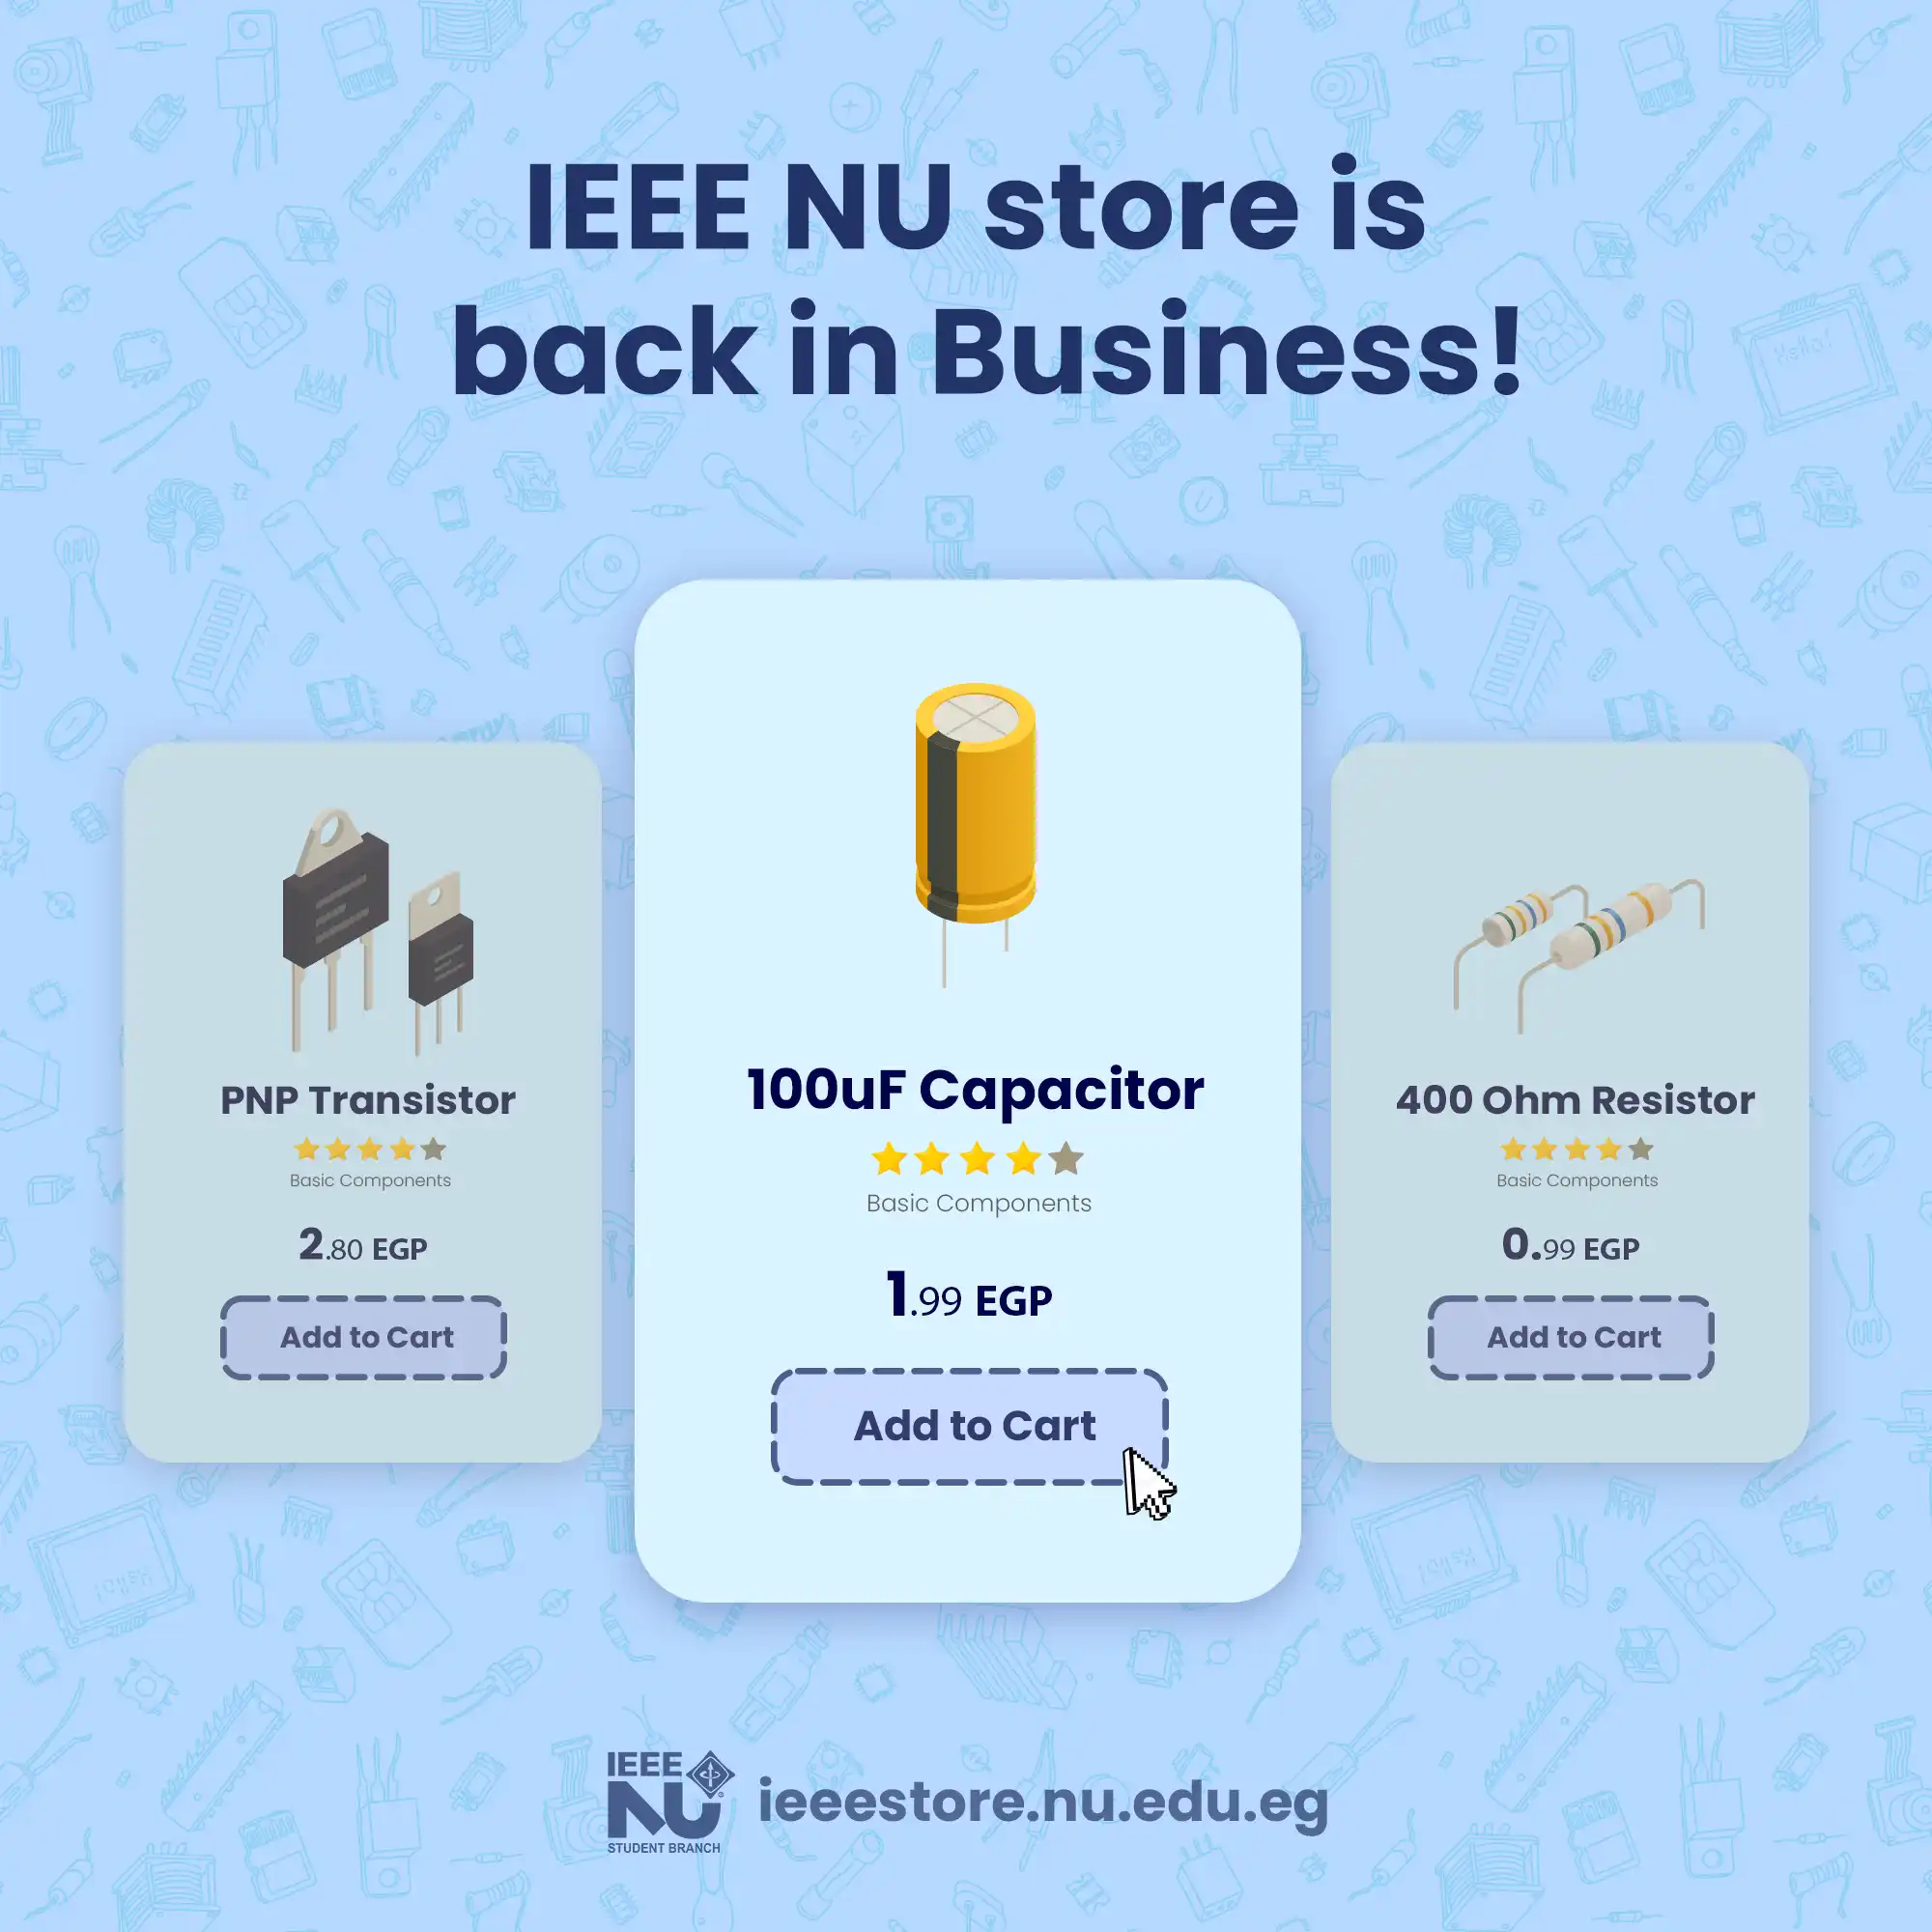 IEEE NU store is
back in Business!
PNP Transistor
Basic Components
2.80 EGP
Add to Cart
100uF Capacitor
Basic Components
1.99 EGP
Add to Cart
400 Ohm Resistor
Basic Components
0.99 EGP
Add to Cart
IEEE
NU
STUDENT BRANCH
ieeestore.nu.edu.eg
Hello!